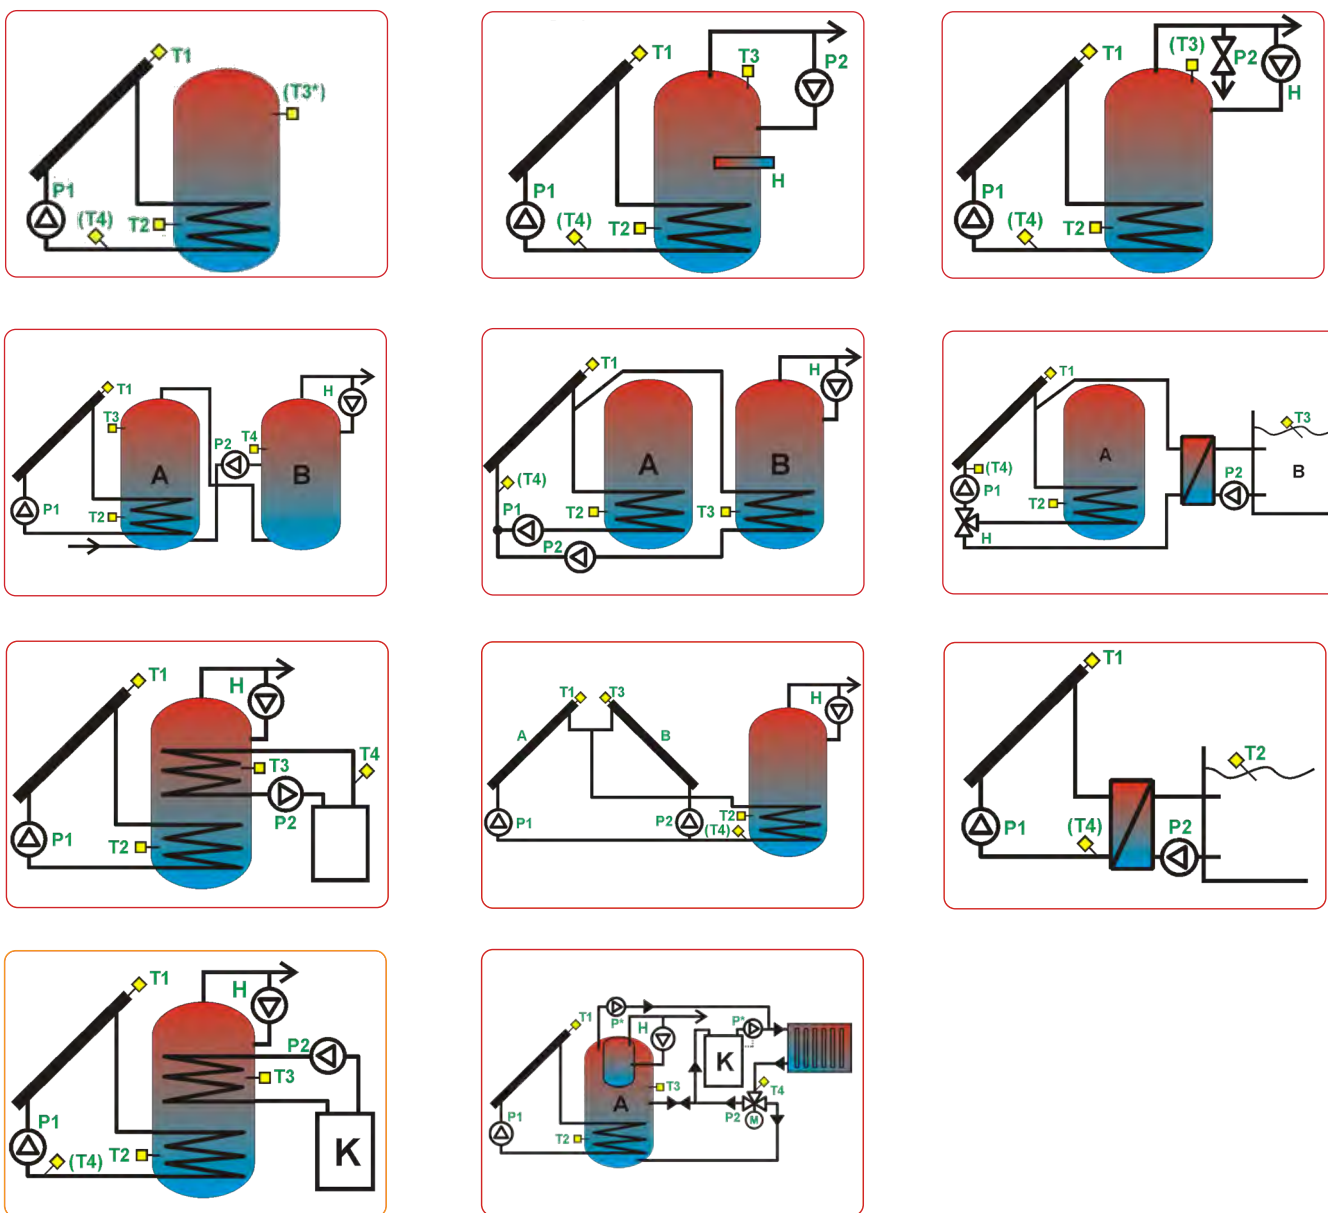 T1
(T3*)
P1
(T4)
T2
T1
T3
P2
H
P1
(T4)
T2
T1
(T3)
P2
H
P1
(T4)
T2
T1
T3
A
P2
T4
B
H
P1
T2
T1
H
A
B
(T4)
P1
T2
T3
P2
T1
T3
A
B
(T4)
P1
P2
T2
H
T1
H
T4
T3
P2
P1
T2
T1
T3
A
B
H
P1
P2
T2
(T4)
T1
T2
P1
(T4)
P2
T1
H
P2
T3
P1
T2
(T4)
K
T1
P*
H
P*
K
T3
T4
A
P1
P2
M
T2